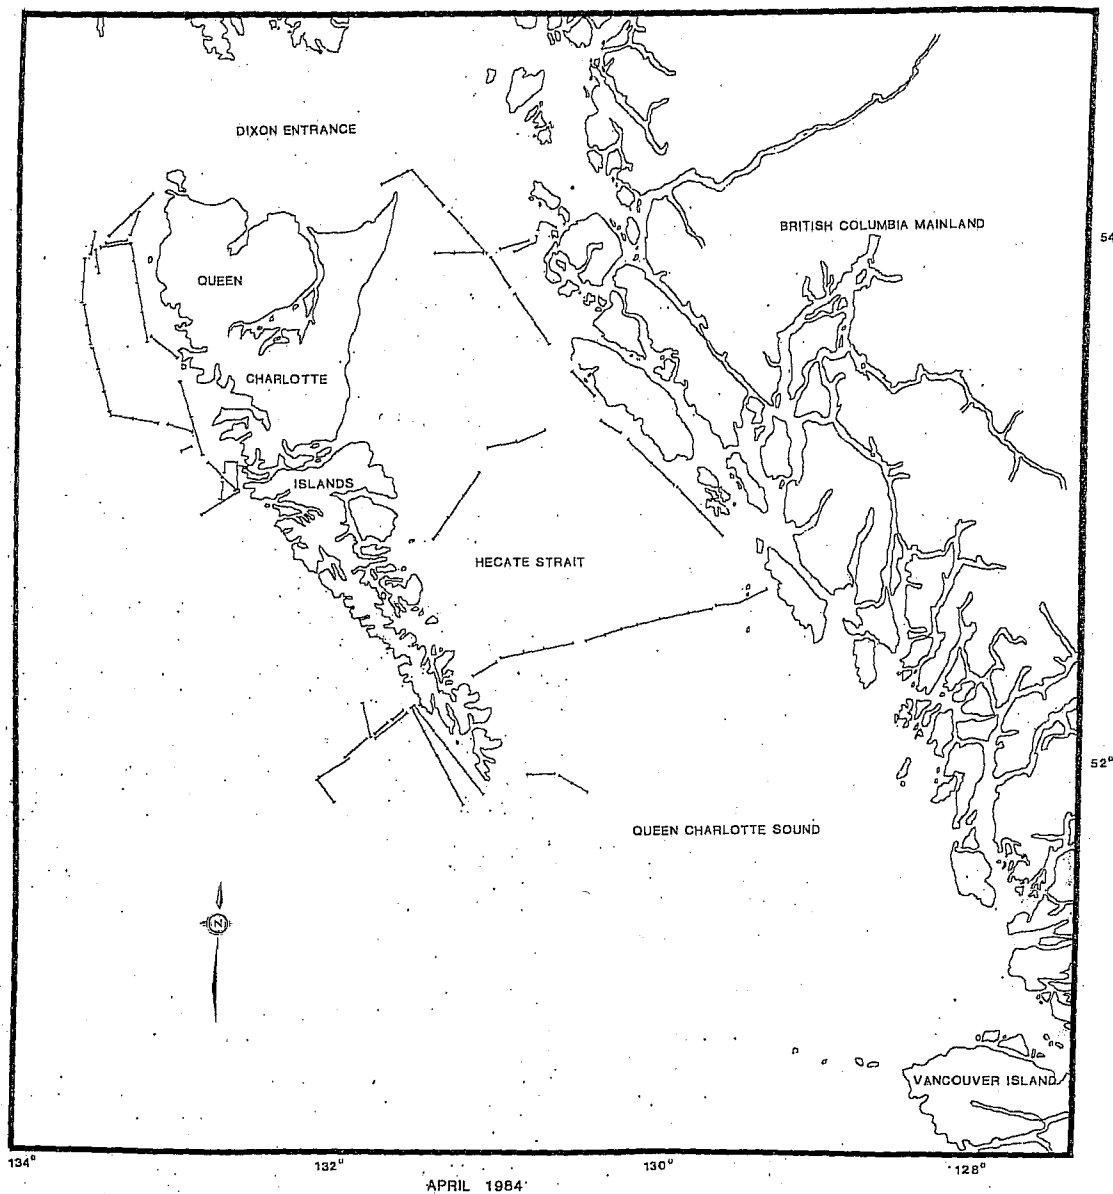 DIXON ENTRANCE
BRITISH COLUMBIA MAINLAND
54
QUEEN
CHARLOTTE
ISLANDS
HECATE STRAIT
52°
QUEEN CHARLOTTE SOUND
N
VANCOUVER ISLAND
134° 132° 130° 128°
APRIL 1984